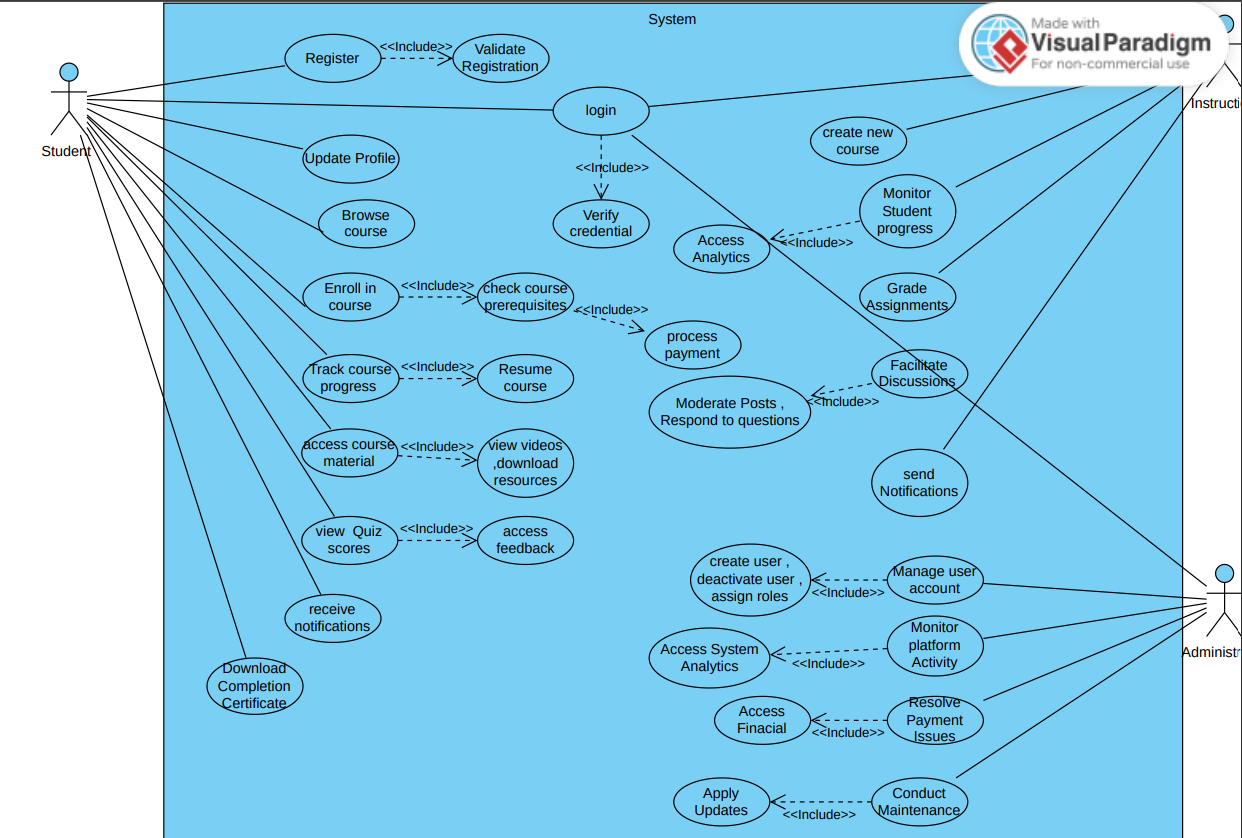 System
Made with
Visual Paradigm
For non-commercial use
Register
<<Include>>
Validate
Registration
Student
login
Instructi
create new
course
Update Profile
<<Include>>
Monitor
Student
progress
Browse
course
Verify
credential
Access
Analytics
<<Include>>
Enroll in
course
<<Include>>
check course
prerequisites
<<Include>>
Grade
Assignments
process
payment
Track course
progress
<<Include>>
Resume
course
Facilitate
Discussions
<<Include>>
Moderate Posts ,
Respond to questions
access course
material
<<Include>>
view videos
,download
resources
send
Notifications
view Quiz
scores
<<Include>>
access
feedback
create user ,
deactivate user ,
assign roles
<<Include>>
Manage user
account
receive
notifications
Monitor
platform
Activity
Access System
Analytics
<<Include>>
Administr
Download
Completion
Certificate
Access
Finacial
<<Include>>
Resolve
Payment
Issues
Apply
Updates
<<Include>>
Conduct
Maintenance